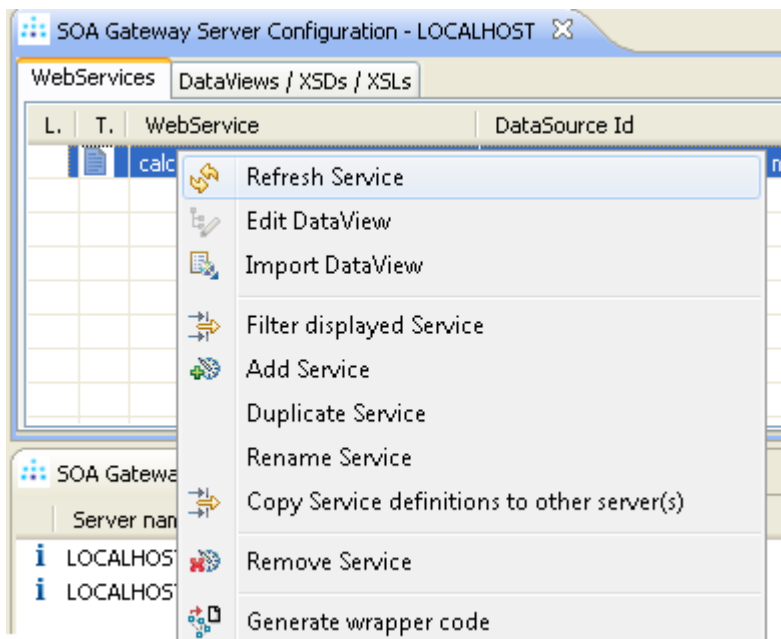 SOA Gateway Server Configuration - LOCALHOST
WebServices DataViews / XSDs / XSLs
L. T. WebService DataSource Id
calc
Refresh Service
Edit DataView
Import DataView
Filter displayed Service
Add Service
Duplicate Service
Rename Service
SOA Gatewa
Copy Service definitions to other server(s)
Server nan
LOCALHOST
Remove Service
LOCALHOST
Generate wrapper code